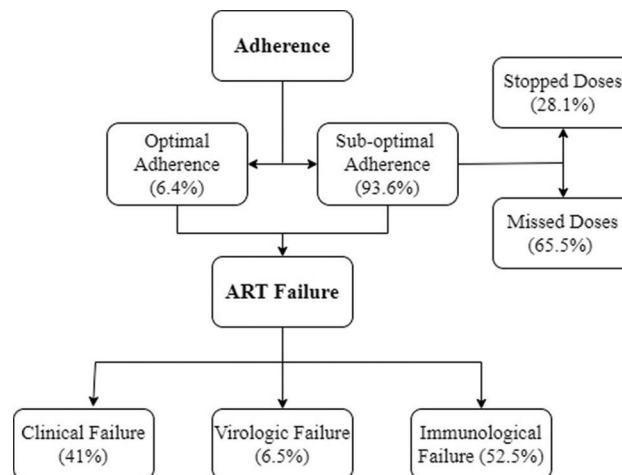 Adherence
Stopped Doses
(28.1%)
Optimal
Adherence
(6.4%)
Sub-optimal
Adherence
(93.6%)
Missed Doses
(65.5%)
ART Failure
Clinical Failure
(41%)
Virologic Failure
(6.5%)
Immunological
Failure (52.5%)